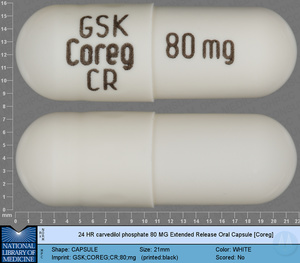 GSK
Coreg
CR
80 mg
mm
NATIONAL
LIBRARY OF
MEDICINE
24 HR carvedilol phosphate 80 MG Extended Release Oral Capsule [Coreg]
Shape: CAPSULE Size: 21mm Color: WHITE
Imprint: GSK;COREG;CR;80;mg (printed:black) Scored: No